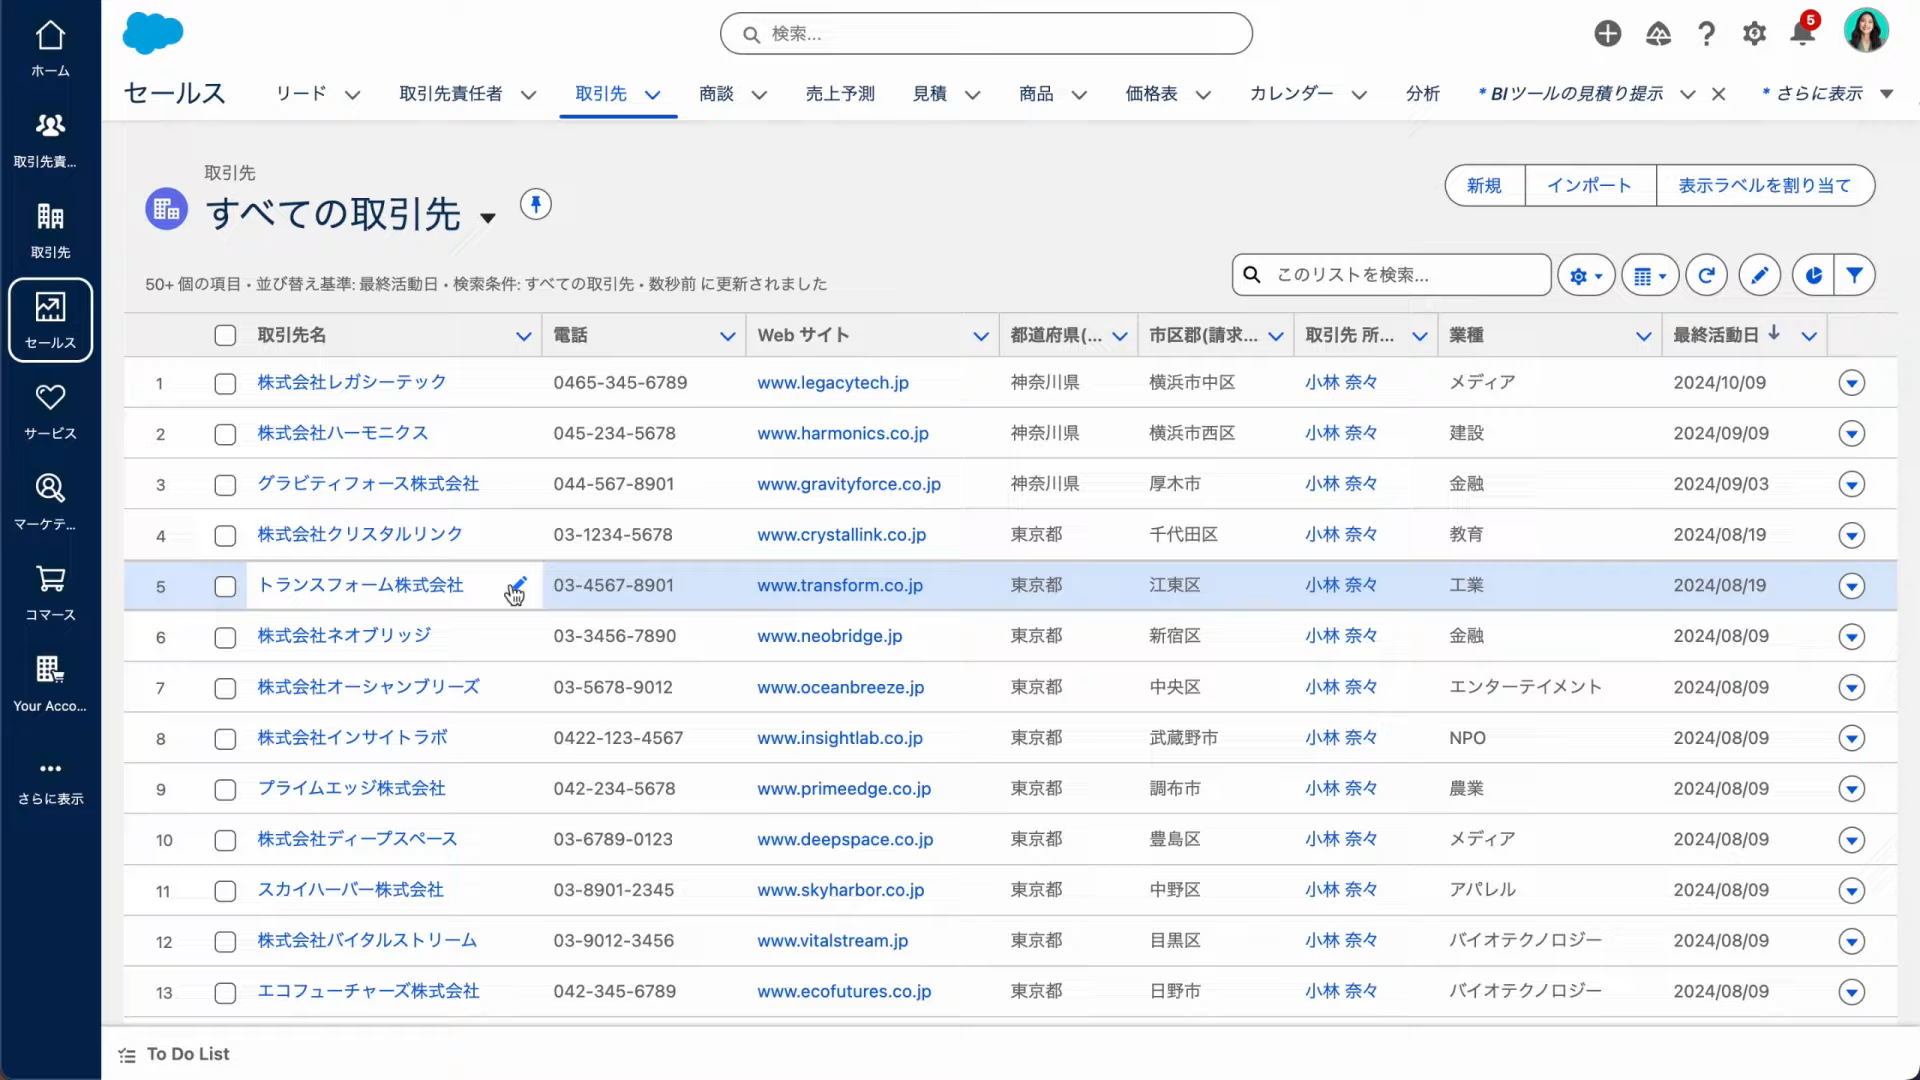 ホーム
取引先責...
取引先
セールス
サービス
マーケテ...
コマース
Your Acco...
さらに表示
検索...
5
セールス リード 取引先責任者 取引先 商談 売上予測 見積 商品 価格表 カレンダー 分析 * BIツールの見積り提示 * さらに表示
取引先
すべての取引先
新規 インポート 表示ラベルを割り当て
50+ 個の項目・並び替え基準: 最終活動日・検索条件: すべての取引先・数秒前 に更新されました
このリストを検索...
取引先名 電話 Web サイト 都道府県(... 市区郡(請求... 取引先 所... 業種 最終活動日
1 株式会社レガシーテック 0465-345-6789 www.legacytech.jp 神奈川県 横浜市中区 小林 奈々 メディア 2024/10/09
2 株式会社ハーモニクス 045-234-5678 www.harmonics.co.jp 神奈川県 横浜市西区 小林 奈々 建設 2024/09/09
3 グラビティフォース株式会社 044-567-8901 www.gravityforce.co.jp 神奈川県 厚木市 小林 奈々 金融 2024/09/03
4 株式会社クリスタルリンク 03-1234-5678 www.crystallink.co.jp 東京都 千代田区 小林 奈々 教育 2024/08/19
5 トランスフォーム株式会社 03-4567-8901 www.transform.co.jp 東京都 江東区 小林 奈々 工業 2024/08/19
6 株式会社ネオブリッジ 03-3456-7890 www.neobridge.jp 東京都 新宿区 小林 奈々 金融 2024/08/09
7 株式会社オーシャンブリーズ 03-5678-9012 www.oceanbreeze.jp 東京都 中央区 小林 奈々 エンターテイメント 2024/08/09
8 株式会社インサイトラボ 0422-123-4567 www.insightlab.co.jp 東京都 武蔵野市 小林 奈々 NPO 2024/08/09
9 プライムエッジ株式会社 042-234-5678 www.primeedge.co.jp 東京都 調布市 小林 奈々 農業 2024/08/09
10 株式会社ディープスペース 03-6789-0123 www.deepspace.co.jp 東京都 豊島区 小林 奈々 メディア 2024/08/09
11 スカイハーバー株式会社 03-8901-2345 www.skyharbor.co.jp 東京都 中野区 小林 奈々 アパレル 2024/08/09
12 株式会社バイタルストリーム 03-9012-3456 www.vitalstream.jp 東京都 目黒区 小林 奈々 バイオテクノロジー 2024/08/09
13 エコフューチャーズ株式会社 042-345-6789 www.ecofutures.co.jp 東京都 日野市 小林 奈々 バイオテクノロジー 2024/08/09
To Do List